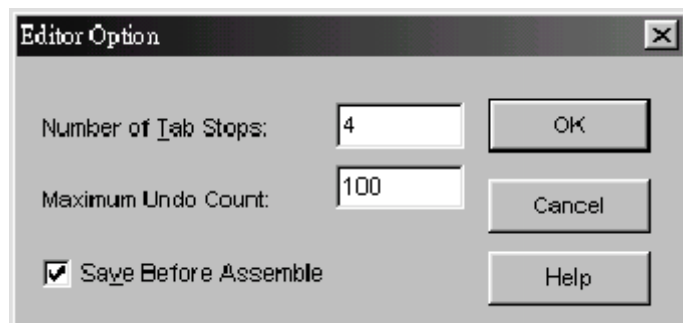 Editor Option
Number of Tab Stops: 4 OK
Maximum Undo Count: 100 Cancel
Save Before Assemble Help